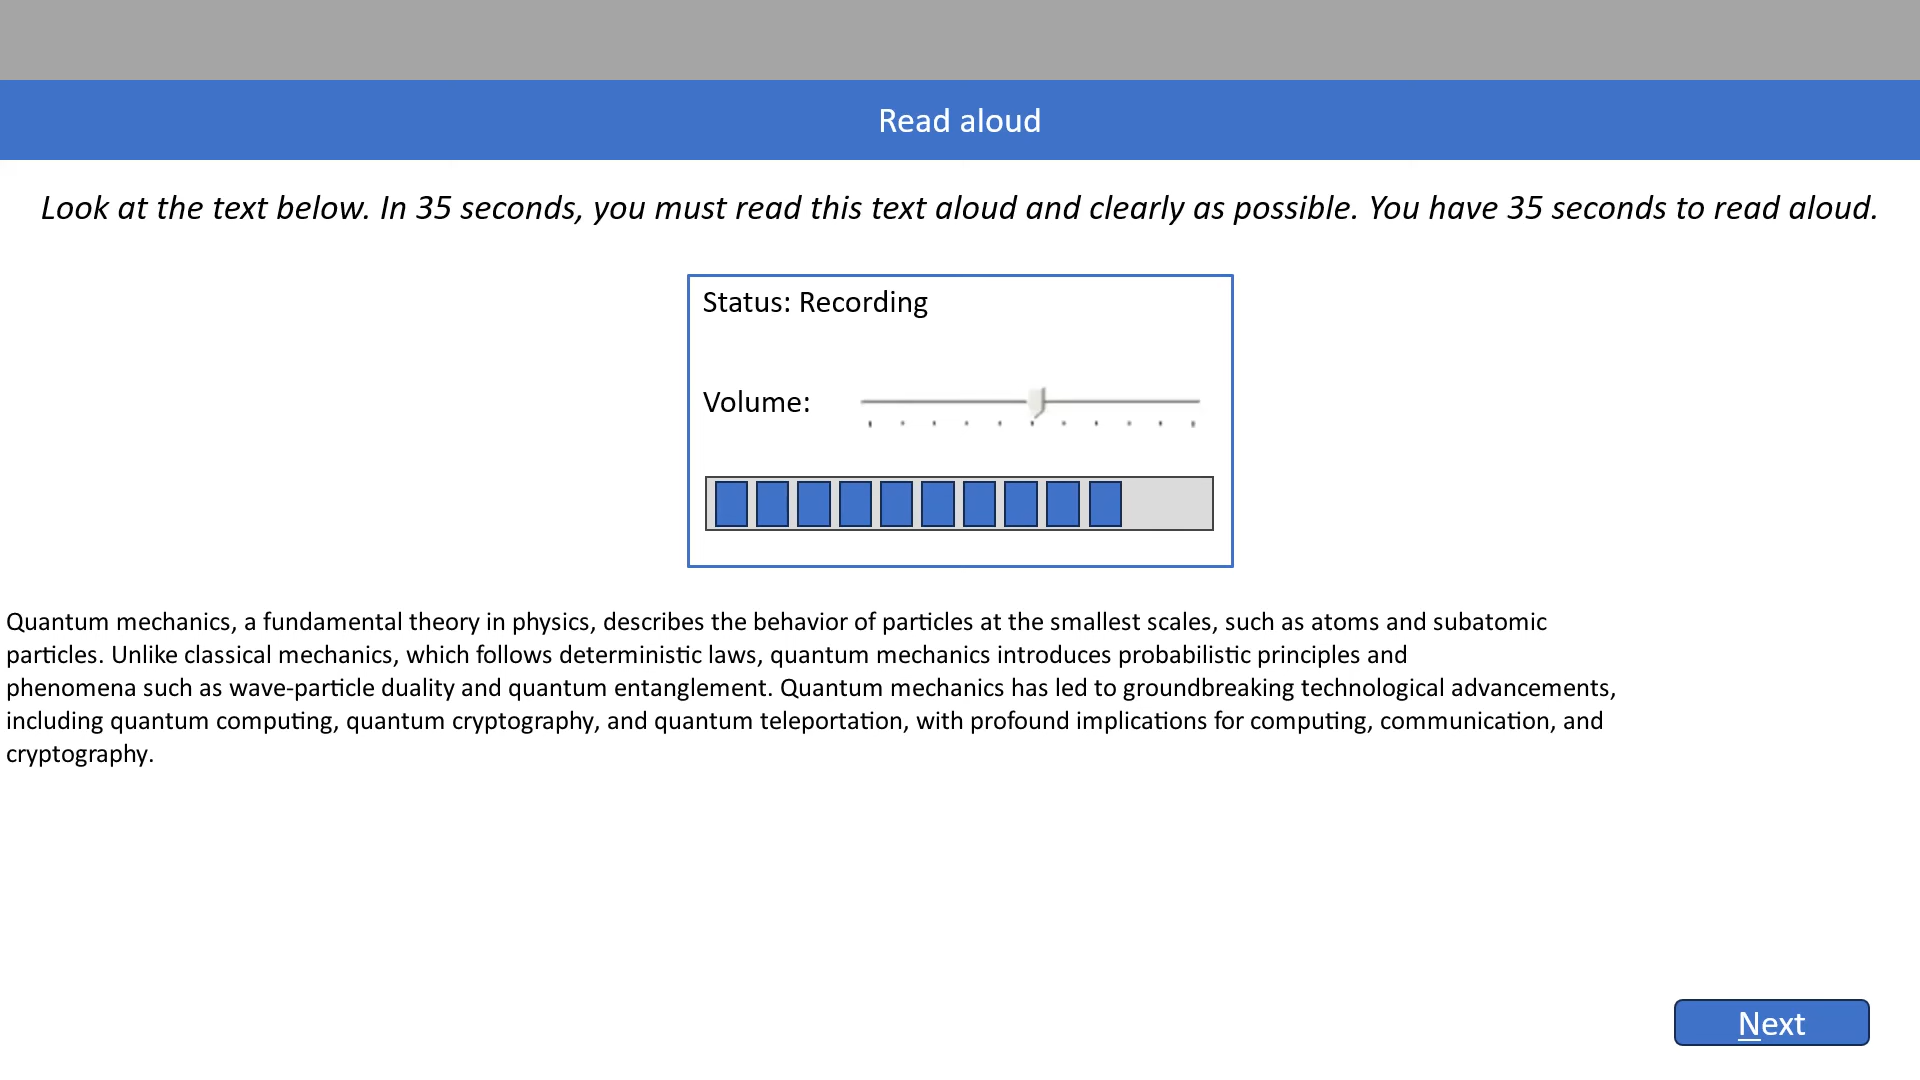 Read aloud
Look at the text below. In 35 seconds, you must read this text aloud and clearly as possible. You have 35 seconds to read aloud.
Status: Recording
Volume:
Quantum mechanics, a fundamental theory in physics, describes the behavior of particles at the smallest scales, such as atoms and subatomic
particles. Unlike classical mechanics, which follows deterministic laws, quantum mechanics introduces probabilistic principles and
phenomena such as wave-particle duality and quantum entanglement. Quantum mechanics has led to groundbreaking technological advancements,
including quantum computing, quantum cryptography, and quantum teleportation, with profound implications for computing, communication, and
cryptography.
Next